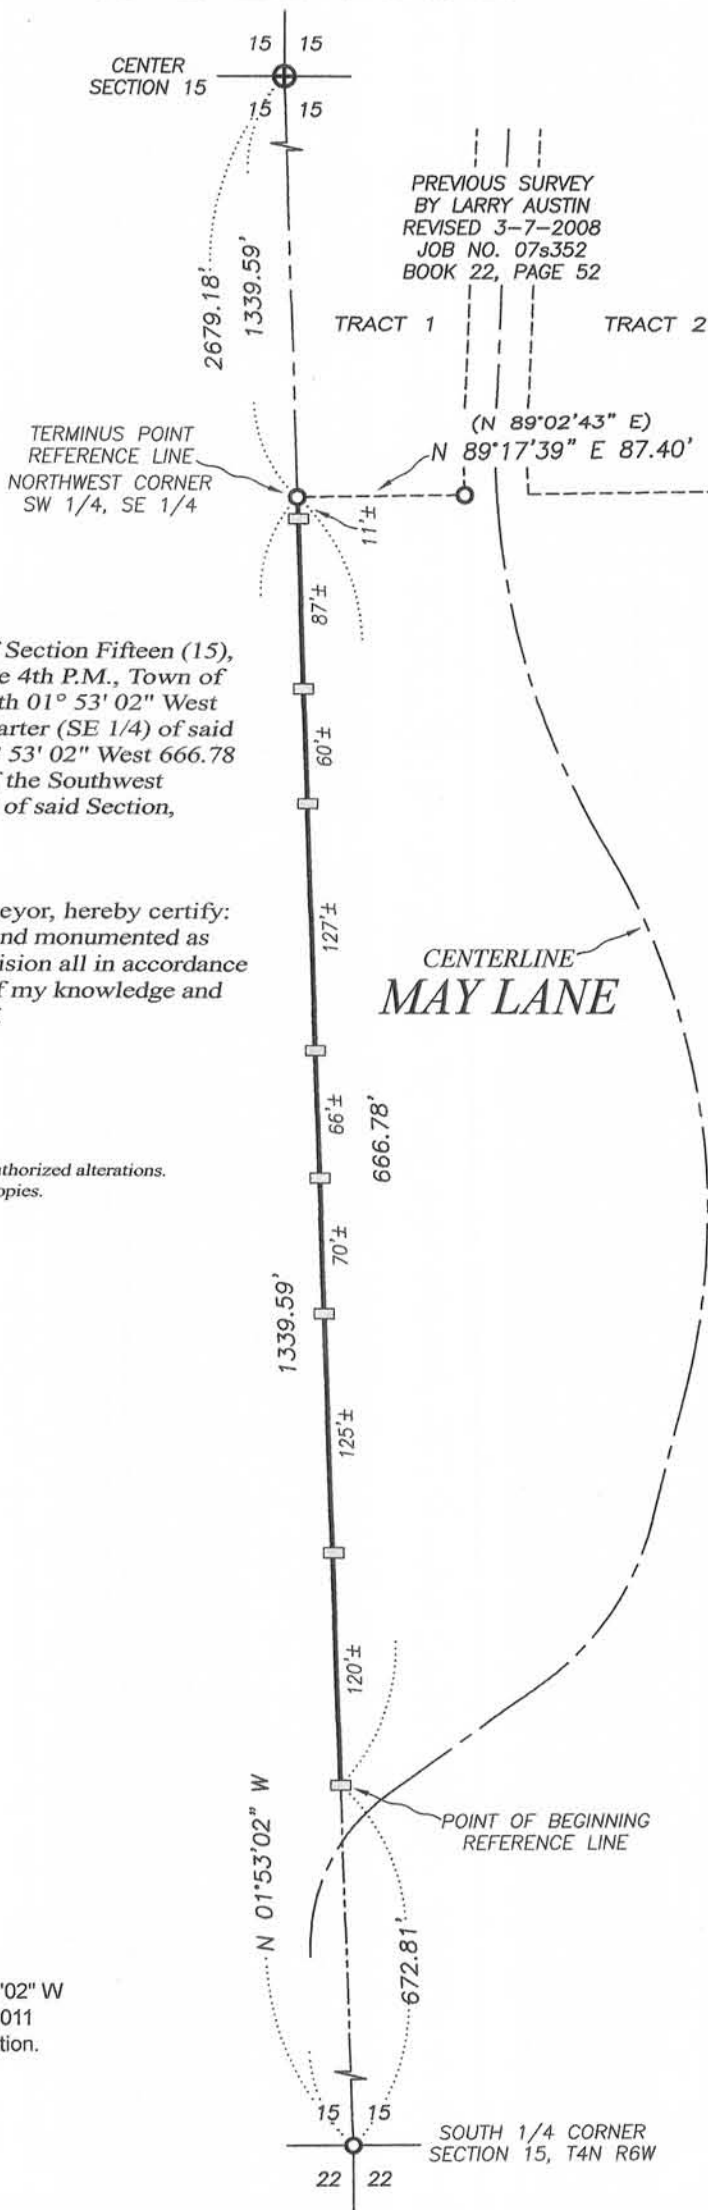 15 15
CENTER
SECTION 15
15 15
PREVIOUS SURVEY
BY LARRY AUSTIN
REVISED 3-7-2008
JOB NO. 07s352
BOOK 22, PAGE 52
2679.18'
1339.59'
TRACT 1
TRACT 2
(N 89°02'43" E)
N 89°17'39" E 87.40'
TERMINUS POINT
REFERENCE LINE
NORTHWEST CORNER
SW 1/4, SE 1/4
11'±
87'±
Section Fifteen (15),
e 4th P.M., Town of
th 01° 53' 02" West
arter (SE 1/4) of said
53' 02" West 666.78
f the Southwest
of said Section,
60'±
eyor, hereby certify:
nd monumented as
ision all in accordance
f my knowledge and
127'±
CENTERLINE
MAY LANE
66'±
666.78'
thorized alterations.
opies.
70'±
1339.59'
125'±
120'±
POINT OF BEGINNING
REFERENCE LINE
N 01°53'02" W
672.81'
'02" W
011
tion.
15 15
SOUTH 1/4 CORNER
SECTION 15, T4N R6W
22 22